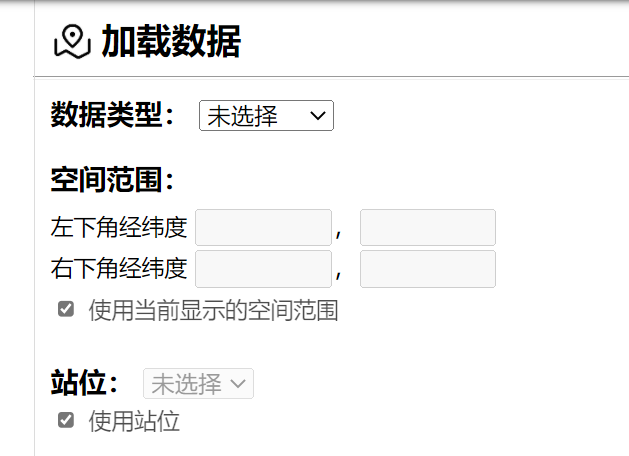 加载数据
数据类型： 未选择
空间范围：
左下角经纬度 ，
右下角经纬度 ，
使用当前显示的空间范围
站位： 未选择
使用站位